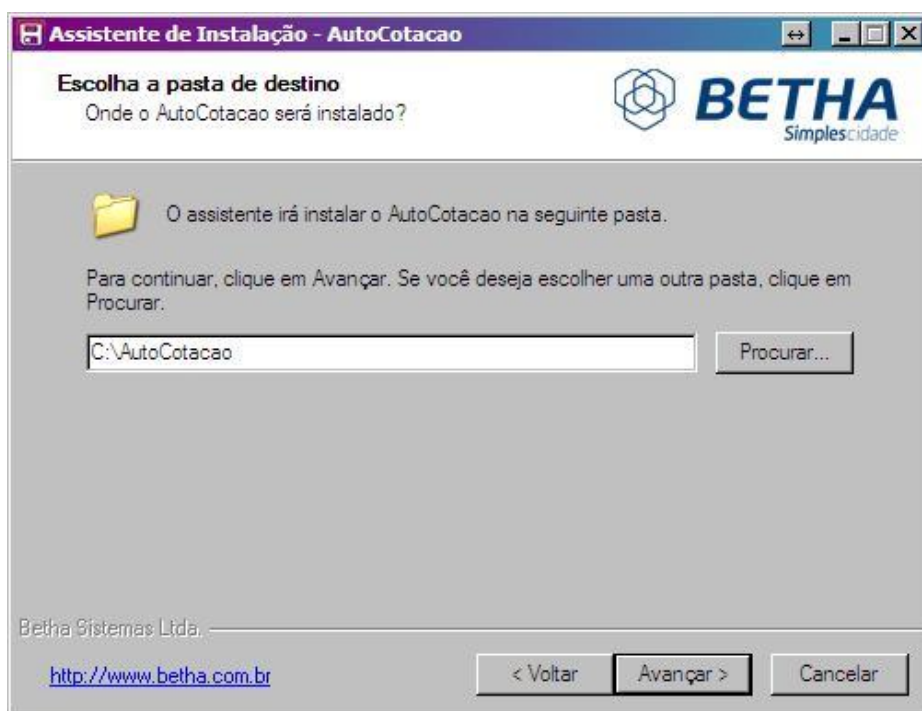 Assistente de Instalação - AutoCotacao
Escolha a pasta de destino
Onde o AutoCotacao será instalado?
BETHA
Simplescidade
O assistente irá instalar o AutoCotacao na seguinte pasta.
Para continuar, clique em Avançar. Se você deseja escolher uma outra pasta, clique em
Procurar.
C:\AutoCotacao
Procurar...
Betha Sistemas Ltda.
http://www.betha.com.br
< Voltar
Avançar >
Cancelar